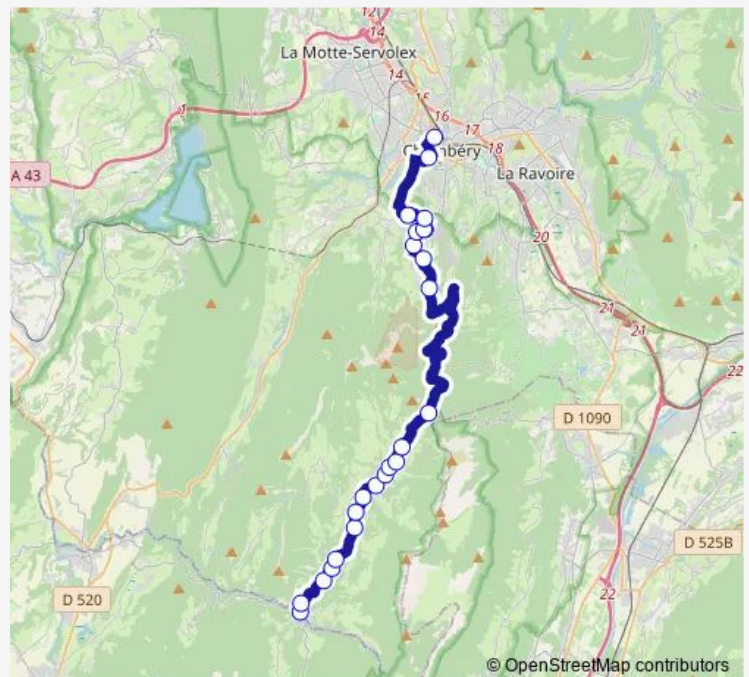 12
14
La Motte-Servolex
14
15
1
16
17
Chambéry
18
A 43
La Ravoire
20
21
21
22
D 1090
D 525B
22
D 520
© OpenStreetMap contributors